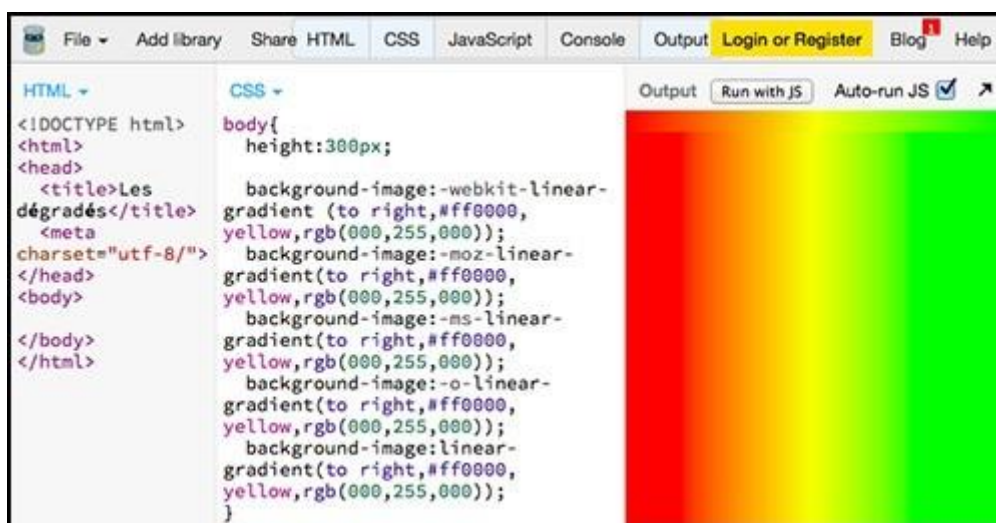 File Add library Share HTML CSS JavaScript Console Output Login or Register Blog 1 Help
HTML
<!DOCTYPE html>
<html>
<head>
<title>Les
dégradés</title>
<meta
charset="utf-8/">
</head>
<body>
</body>
</html>
CSS
body{
height:300px;
background-image:-webkit-linear-
gradient (to right,#ff0000,
yellow,rgb(000,255,000));
background-image:-moz-linear-
gradient(to right,#ff0000,
yellow,rgb(000,255,000));
background-image:-ms-linear-
gradient(to right,#ff0000,
yellow,rgb(000,255,000));
background-image:-o-linear-
gradient(to right,#ff0000,
yellow,rgb(000,255,000));
background-image:linear-
gradient(to right,#ff0000,
yellow,rgb(000,255,000));
}
Output Run with JS Auto-run JS